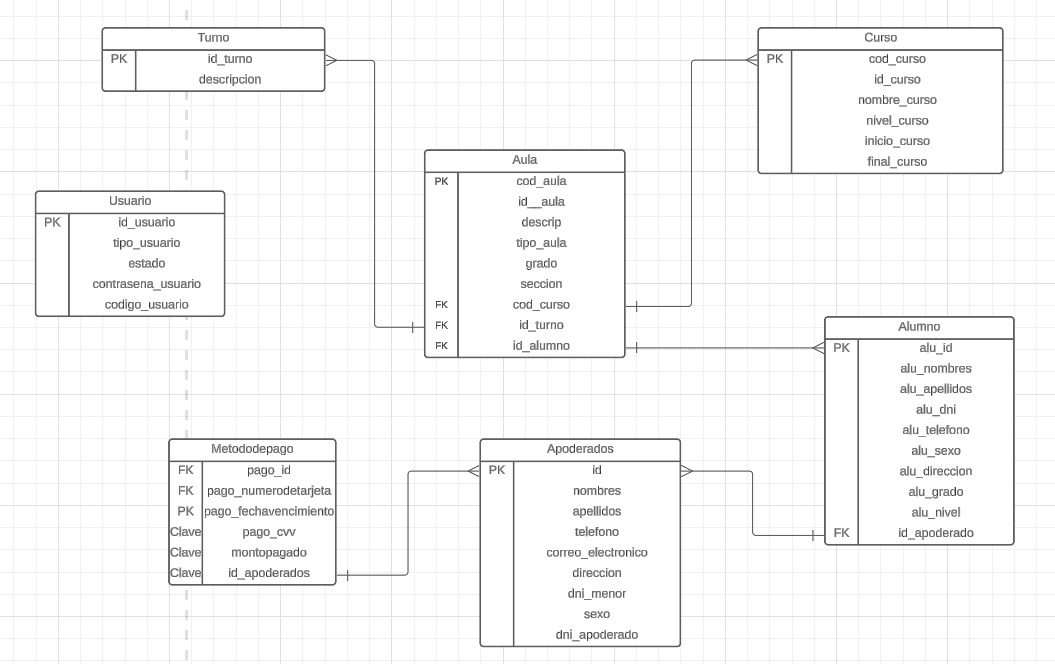 Turno
PK id_turno
descripcion
Curso
PK cod_curso
id_curso
nombre_curso
nivel_curso
inicio_curso
final_curso
Aula
PK cod_aula
id__aula
descrip
tipo_aula
grado
seccion
FK cod_curso
FK id_turno
FK id_alumno
Usuario
PK id_usuario
tipo_usuario
estado
contrasena_usuario
codigo_usuario
Alumno
PK alu_id
alu_nombres
alu_apellidos
alu_dni
alu_telefono
alu_sexo
alu_direccion
alu_grado
alu_nivel
FK id_apoderado
Metododepago
FK pago_id
FK pago_numerodetarjeta
PK pago_fechavencimiento
Clave pago_cvv
Clave montopagado
Clave id_apoderados
Apoderados
PK id
nombres
apellidos
telefono
correo_electronico
direccion
dni_menor
sexo
dni_apoderado